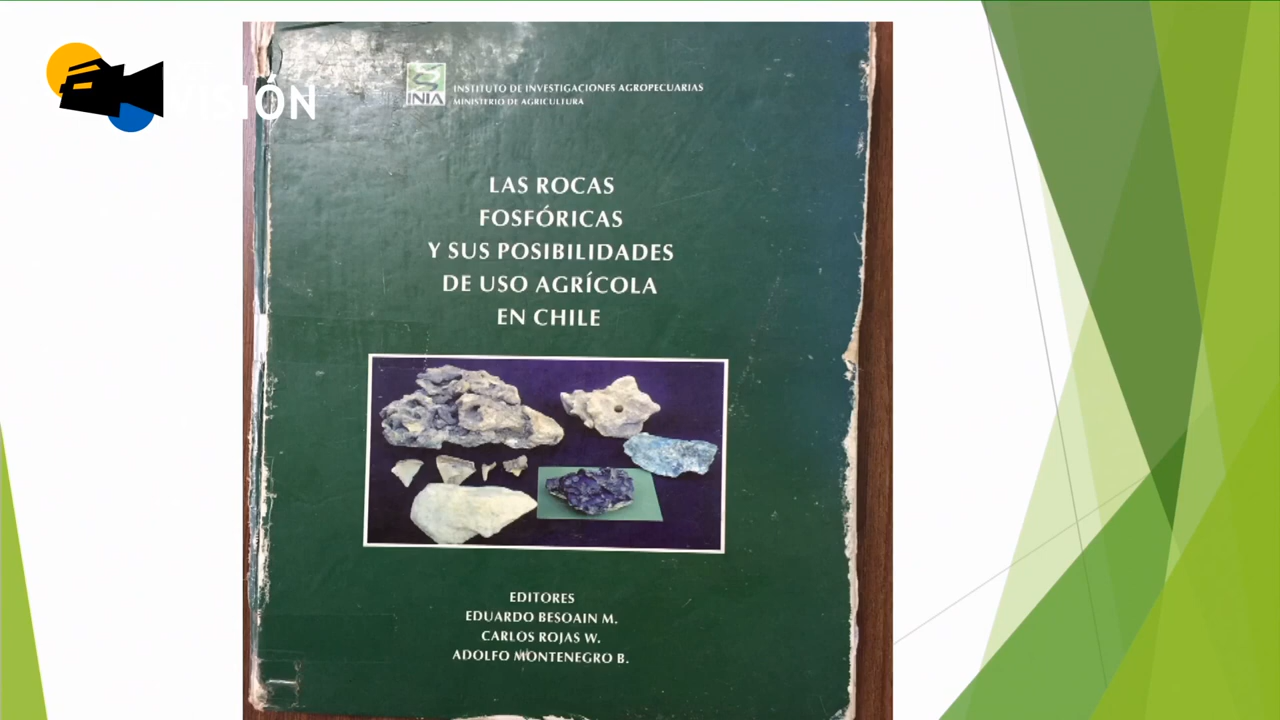 VISIÓN
INIA
INSTITUTO DE INVESTIGACIONES AGROPECUARIAS
MINISTERIO DE AGRICULTURA
LAS ROCAS
FOSFÓRICAS
Y SUS POSIBILIDADES
DE USO AGRÍCOLA
EN CHILE
EDITORES
EDUARDO BESOAIN M.
CARLOS ROJAS W.
ADOLFO MONTENEGRO B.